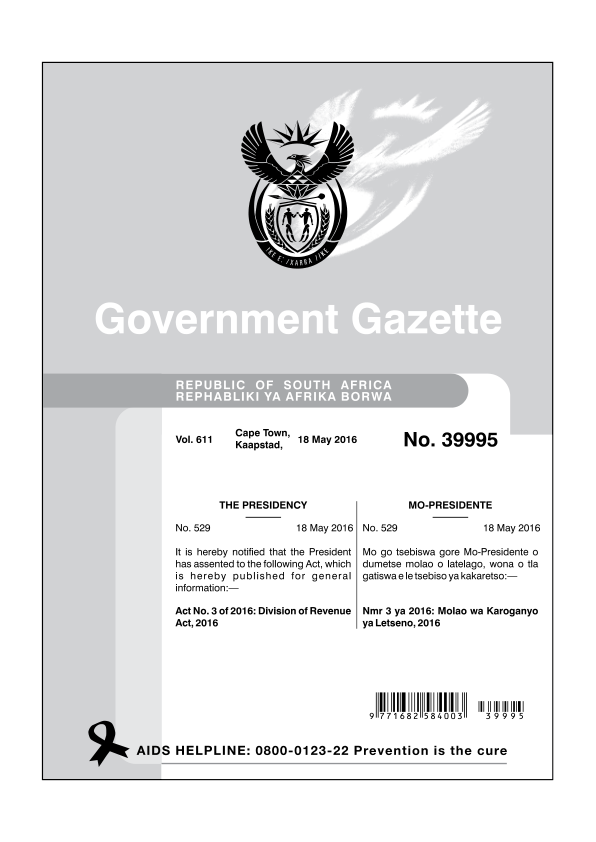 !KE E: /XARRA //KE
Government Gazette
REPUBLIC OF SOUTH AFRICA
REPHABLIKI YA AFRIKA BORWA
Vol. 611
Cape Town,
Kaapstad,
18 May 2016
No. 39995
THE PRESIDENCY
No. 529 18 May 2016
It is hereby notified that the President
has assented to the following Act, which
is hereby published for general
information:—
Act No. 3 of 2016: Division of Revenue
Act, 2016
MO-PRESIDENTE
No. 529 18 May 2016
Mo go tsebiswa gore Mo-Presidente o
dumetse molao o latelago, wona o tla
gatiswa e le tsebiso ya kakaretso:—
Nmr 3 ya 2016: Molao wa Karoganyo
ya Letseno, 2016
9 771682 584003
39995
AIDS HELPLINE: 0800-0123-22 Prevention is the cure